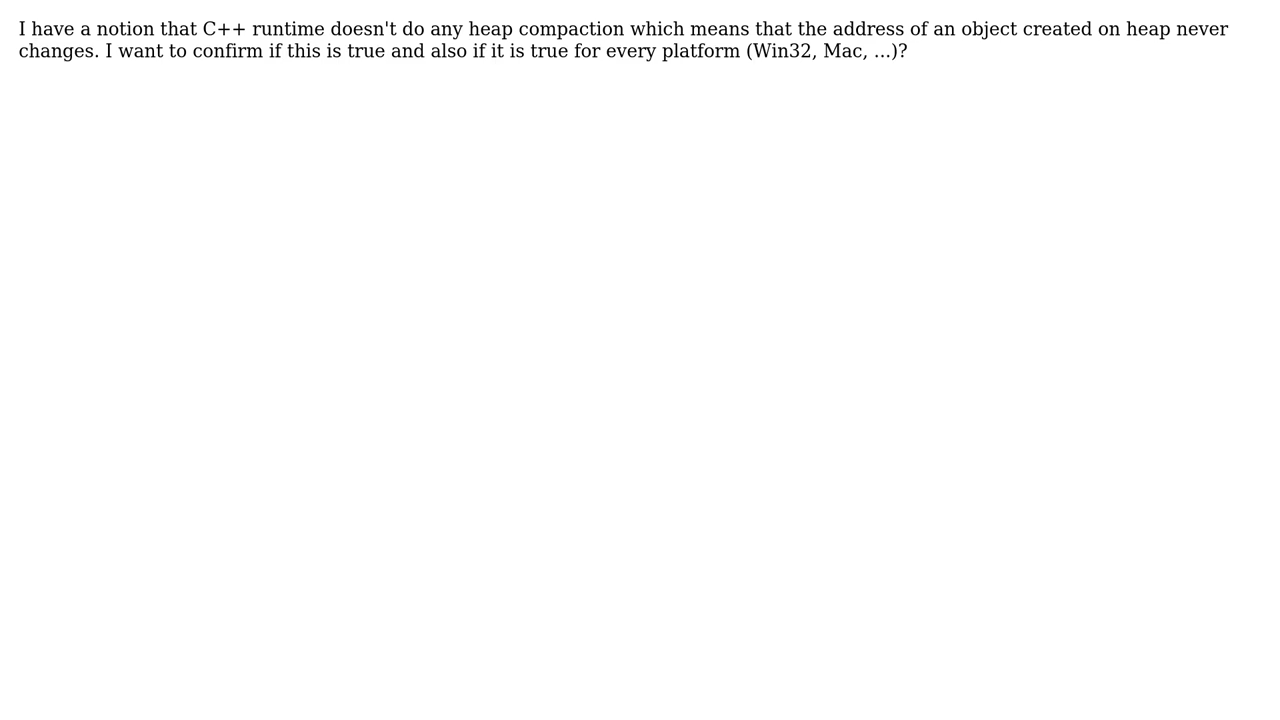 I have a notion that C++ runtime doesn't do any heap compaction which means that the address of an object created on heap never
changes. I want to confirm if this is true and also if it is true for every platform (Win32, Mac, ...)?